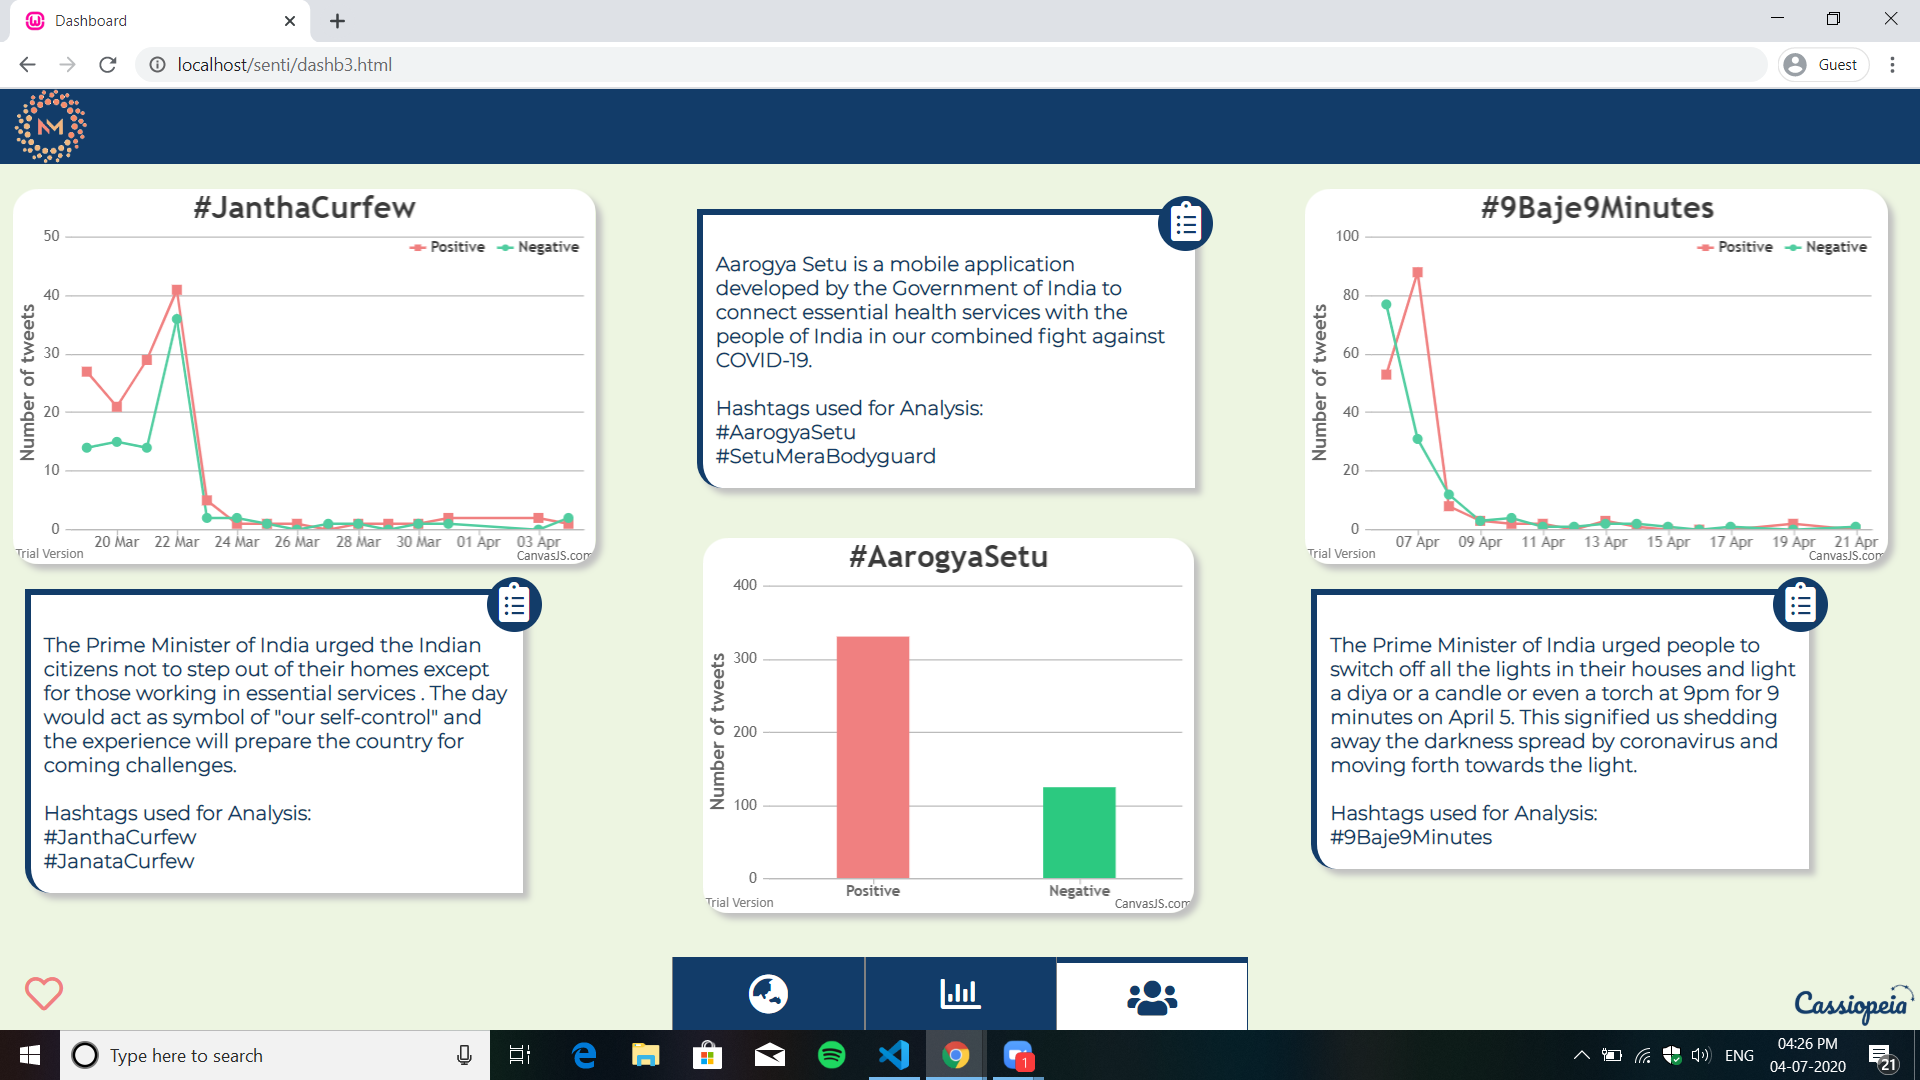 Dashboard
localhost/senti/dashb3.html
Guest
NM
#JanthaCurfew
Positive Negative
Number of tweets
50
40
30
20
10
0
20 Mar 22 Mar 24 Mar 26 Mar 28 Mar 30 Mar 01 Apr 03 Apr
Trial Version
CanvasJS.com
The Prime Minister of India urged the Indian
citizens not to step out of their homes except
for those working in essential services . The day
would act as symbol of "our self-control" and
the experience will prepare the country for
coming challenges.
Hashtags used for Analysis:
#JanthaCurfew
#JanataCurfew
Aarogya Setu is a mobile application
developed by the Government of India to
connect essential health services with the
people of India in our combined fight against
COVID-19.
Hashtags used for Analysis:
#AarogyaSetu
#SetuMeraBodyguard
#AarogyaSetu
Number of tweets
400
300
200
100
0
Positive Negative
Trial Version
CanvasJS.com
#9Baje9Minutes
Positive Negative
Number of tweets
100
80
60
40
20
0
07 Apr 09 Apr 11 Apr 13 Apr 15 Apr 17 Apr 19 Apr 21 Apr
Trial Version
CanvasJS.com
The Prime Minister of India urged people to
switch off all the lights in their houses and light
a diya or a candle or even a torch at 9pm for 9
minutes on April 5. This signified us shedding
away the darkness spread by coronavirus and
moving forth towards the light.
Hashtags used for Analysis:
#9Baje9Minutes
Cassiopeia
Type here to search
1
ENG
04:26 PM
04-07-2020
21